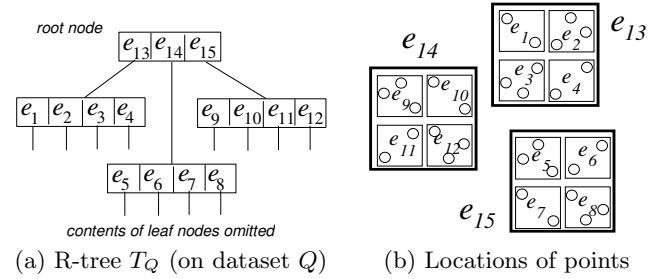 root node
e13 e14 e15
e1 e2 e3 e4
e9 e10 e11 e12
e5 e6 e7 e8
contents of leaf nodes omitted
(a) R-tree TQ (on dataset Q)
e1 e2
e13
e3 e4
e14
e9 e10
e11 e12
e5 e6
e15
e7 e8
(b) Locations of points